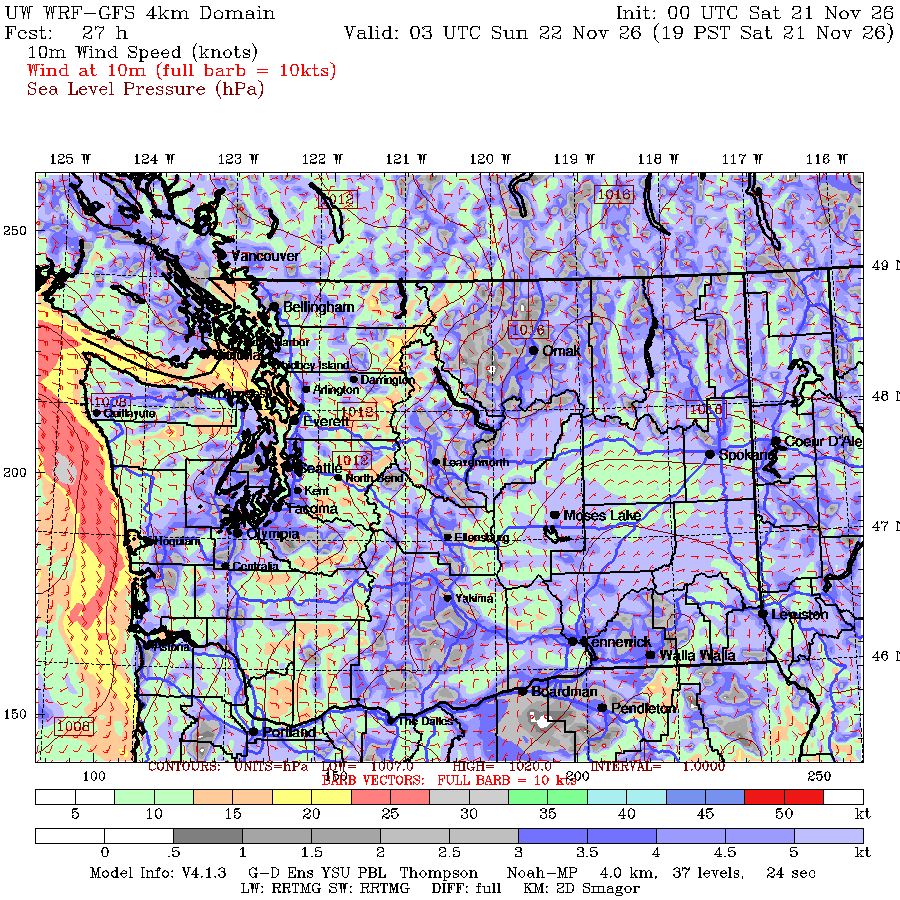 UW WRF-GFS 4km Domain Init: 00 UTC Sat 21 Nov 26
Fcst: 27 h Valid: 03 UTC Sun 22 Nov 26 (19 PST Sat 21 Nov 26)
10m Wind Speed (knots)
Wind at 10m (full barb = 10kts)
Sea Level Pressure (hPa)
125 W 124 W 123 W 122 W 121 W 120 W 119 W 118 W 117 W 116 W
1012 1016
250
Vancouver
49 N
Bellingham
1016
Omak
Whidbey Island
Darrington
Arlington
48 N
1008 1012 1016
Quillayute
Everett
Coeur D'Ale
Spokane
1012 Leavenworth
200 Seattle
North Bend
Kent
Tacoma Moses Lake
47 N
Hoquiam Olympia Ellensburg
Centralia
Yakima
Lewiston
Kennewick
Astoria Walla Walla 46 N
Boardman
Pendleton
150 1008 The Dalles
Portland
CONTOURS: UNITS=hPa LOW= 1007.0 HIGH= 1020.0 INTERVAL= 1.0000
100 150 200 250
BARB VECTORS: FULL BARB = 10 kts
5 10 15 20 25 30 35 40 45 50 kt
0 .5 1 1.5 2 2.5 3 3.5 4 4.5 5 kt
Model Info: V4.1.3 G-D Ens YSU PBL Thompson Noah-MP 4.0 km, 37 levels, 24 sec
LW: RRTMG SW: RRTMG DIFF: full KM: 2D Smagor